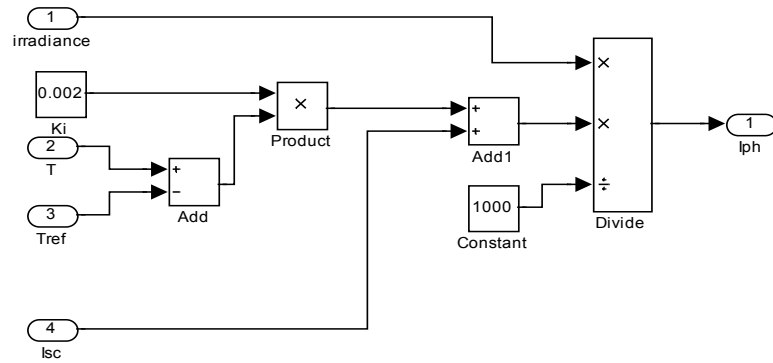 1
irradiance
0.002
Ki
×
Product
2
T
+
−
Add
3
Tref
+
+
Add1
1000
Constant
×
×
÷
Divide
1
Iph
4
Isc